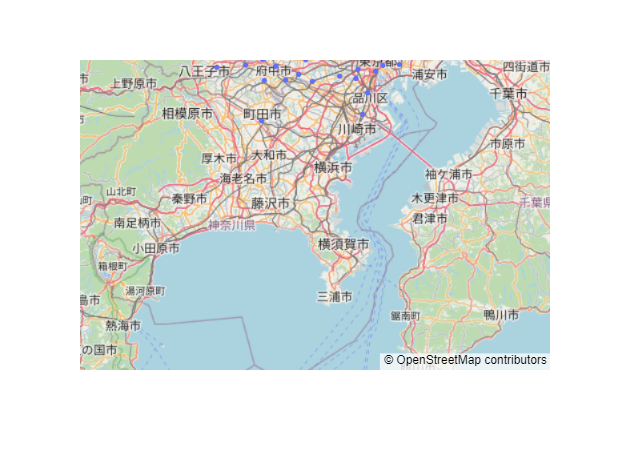 東京都
八王子市
府中市
浦安市
四街道市
上野原市
千葉市
品川区
相模原市
町田市
川崎市
市原市
大和市
厚木市
横浜市
海老名市
袖ケ浦市
山北町
秦野市
藤沢市
木更津市
千葉県
南足柄市
神奈川県
君津市
小田原市
横須賀市
箱根町
湯河原町
三浦市
島市
鋸南町
鴨川市
熱海市
の国市
© OpenStreetMap contributors